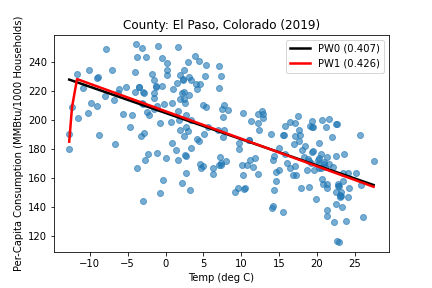 County: El Paso, Colorado (2019)
Per-Capita Consumption (MMBtu/1000 Households)
240
220
200
180
160
140
120
PW0 (0.407)
PW1 (0.426)
−10 −5 0 5 10 15 20 25
Temp (deg C)